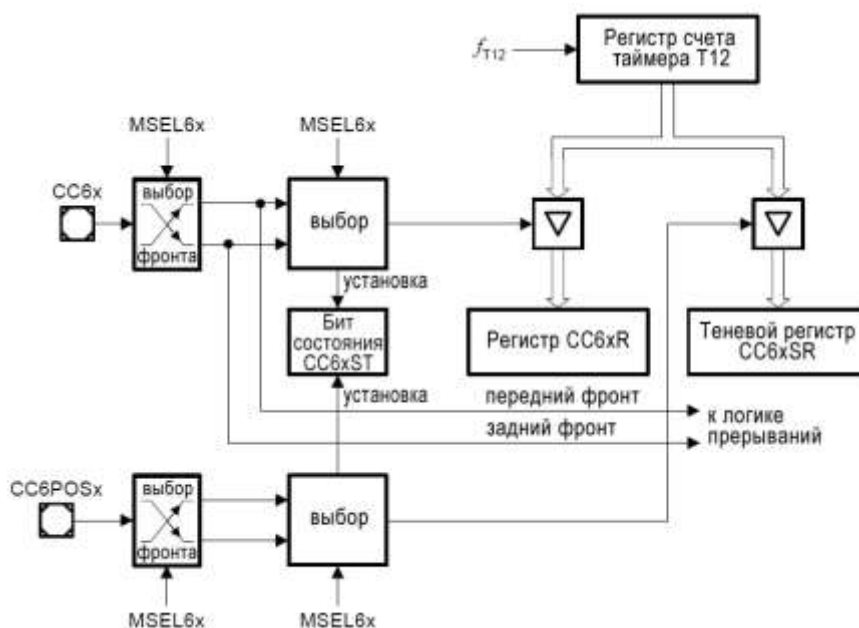 fT12
Регистр счета
таймера T12
MSEL6x
MSEL6x
CC6x
выбор
фронта
выбор
установка
Бит
состояния
CC6xST
Регистр CC6xR
Теневой регистр
CC6xSR
установка
передний фронт
задний фронт
к логике
прерываний
CC6POSx
выбор
фронта
выбор
MSEL6x
MSEL6x